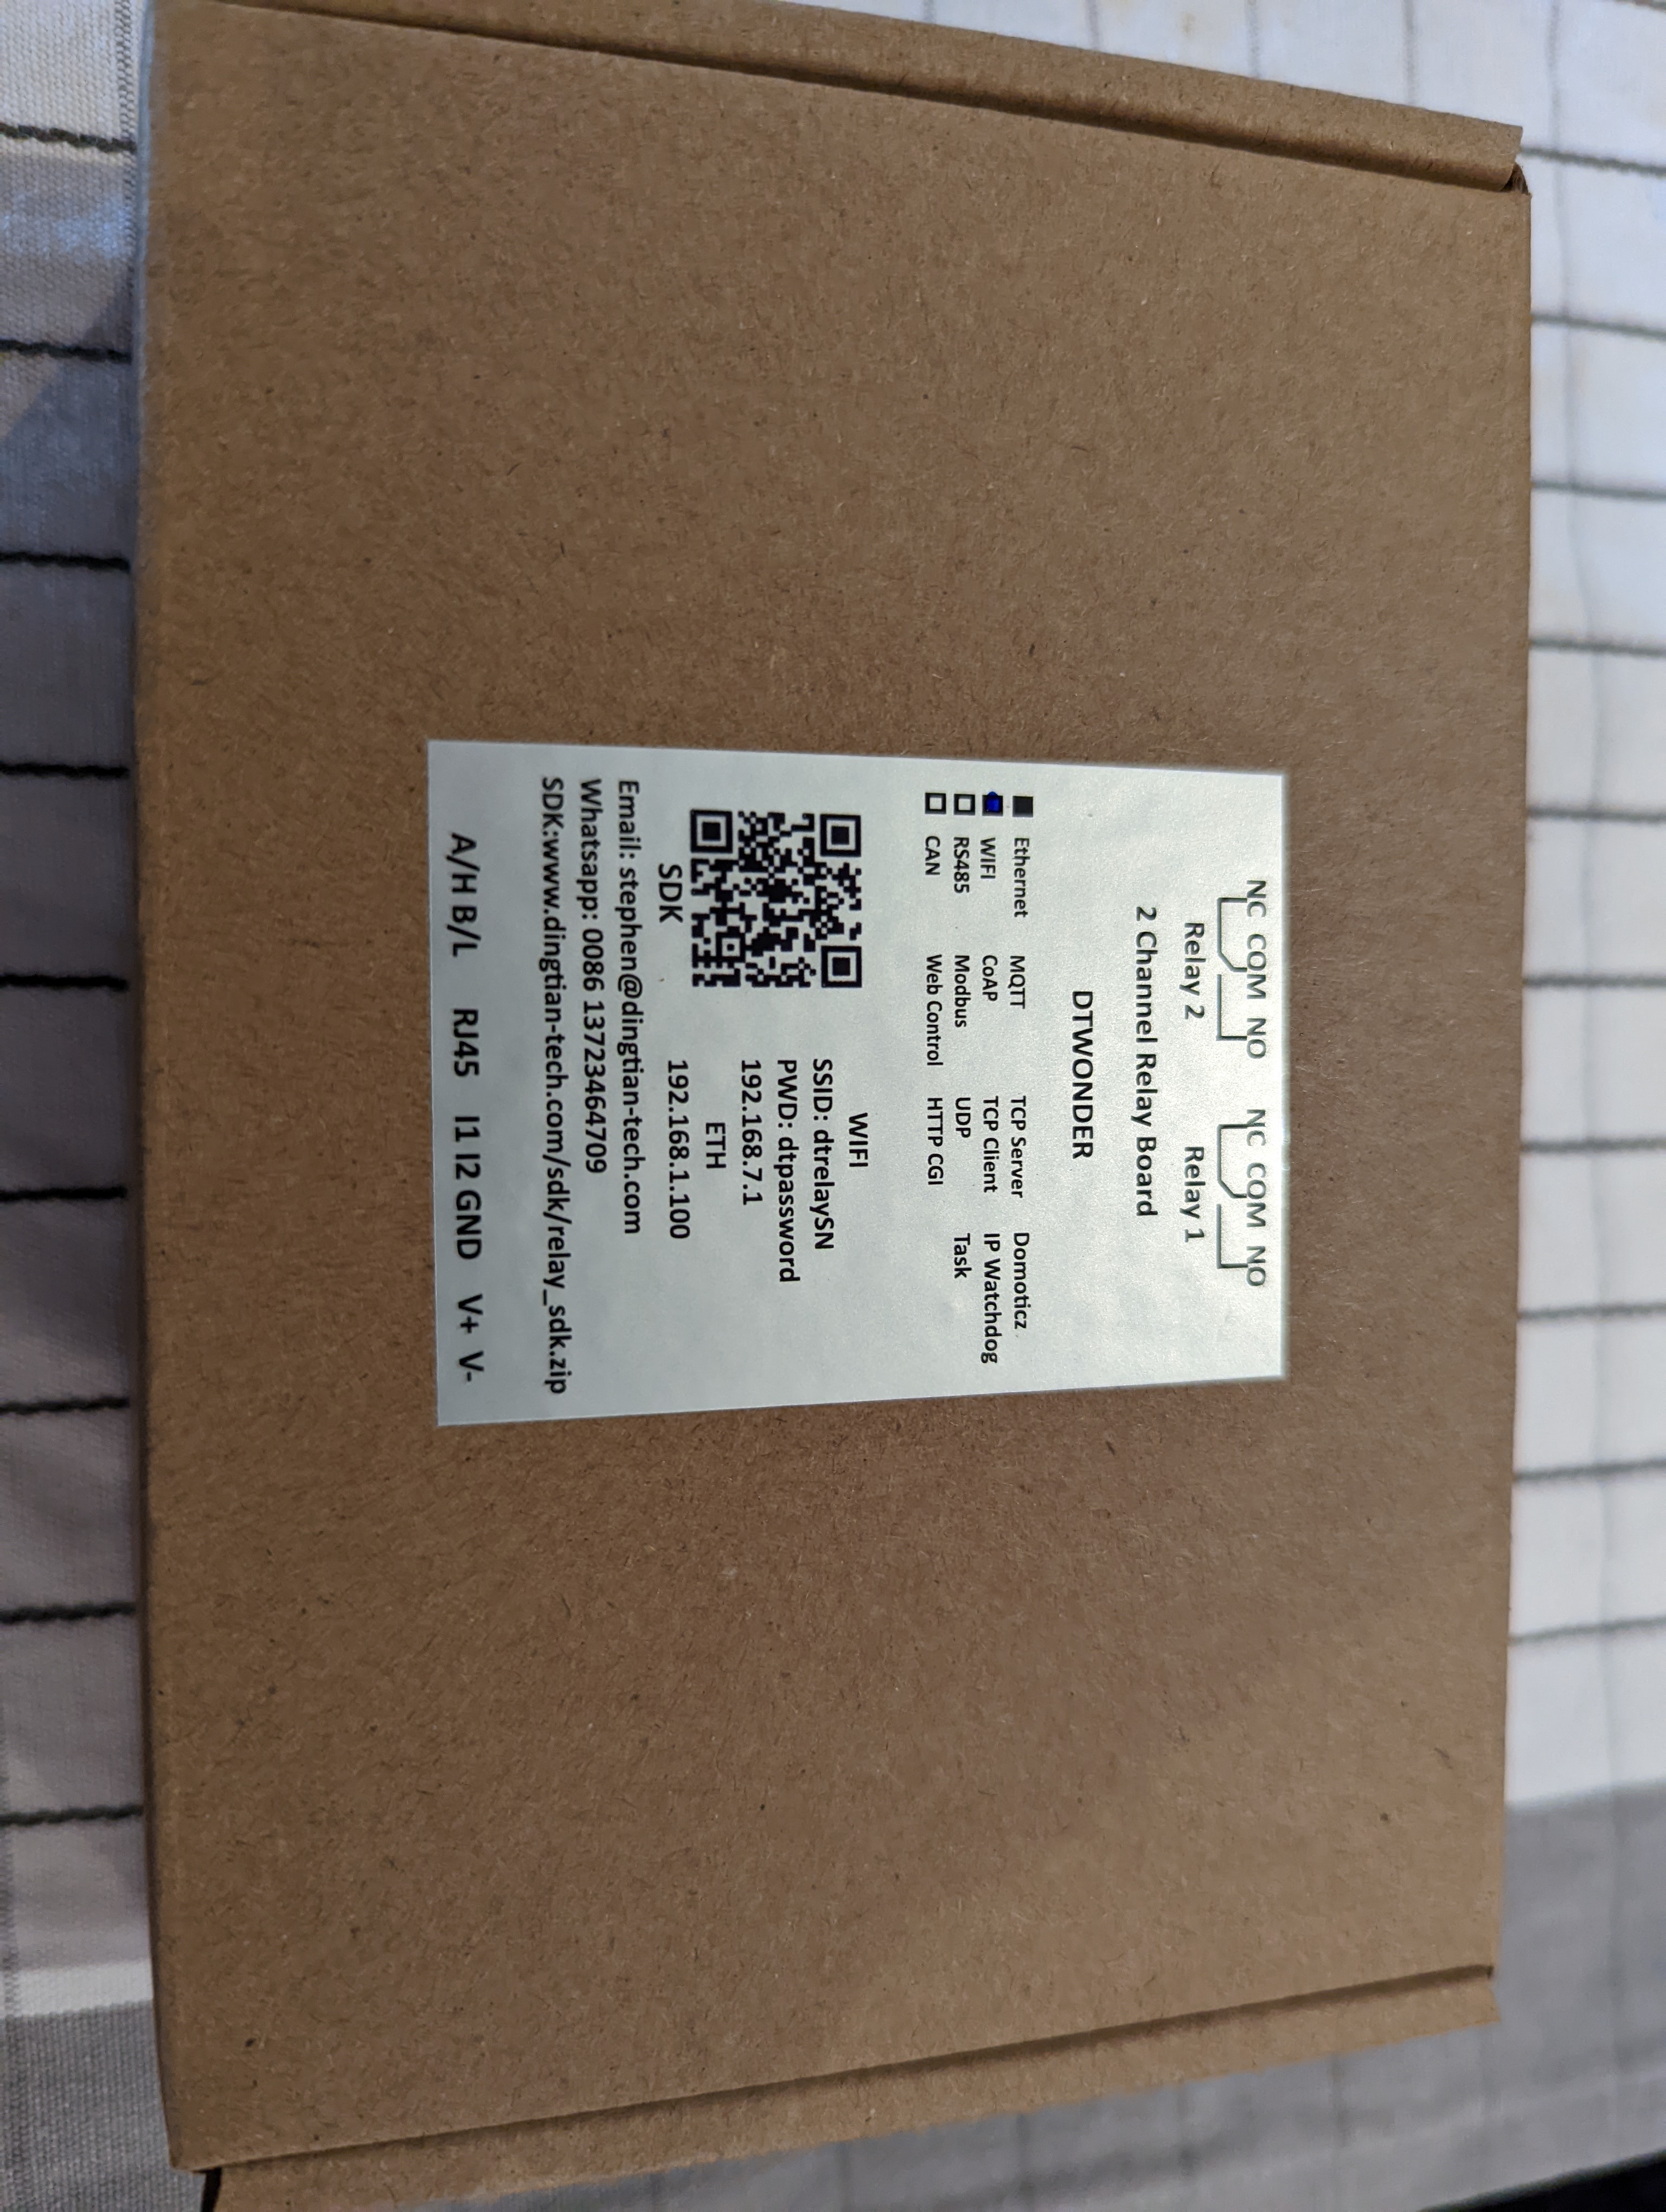 NC COM NO NC COM NO
Relay 2 Relay 1
2 Channel Relay Board
DTWONDER
Ethernet MQTT TCP Server Domoticz
WIFI CoAP TCP Client IP Watchdog
RS485 Modbus UDP Task
CAN Web Control HTTP CGI
WIFI
SSID: dtrelaySN
PWD: dtpassword
192.168.7.1
ETH
SDK 192.168.1.100
Email: stephen@dingtian-tech.com
Whatsapp: 0086 13723464709
SDK:www.dingtian-tech.com/sdk/relay_sdk.zip
A/H B/L RJ45 I1 I2 GND V+ V-